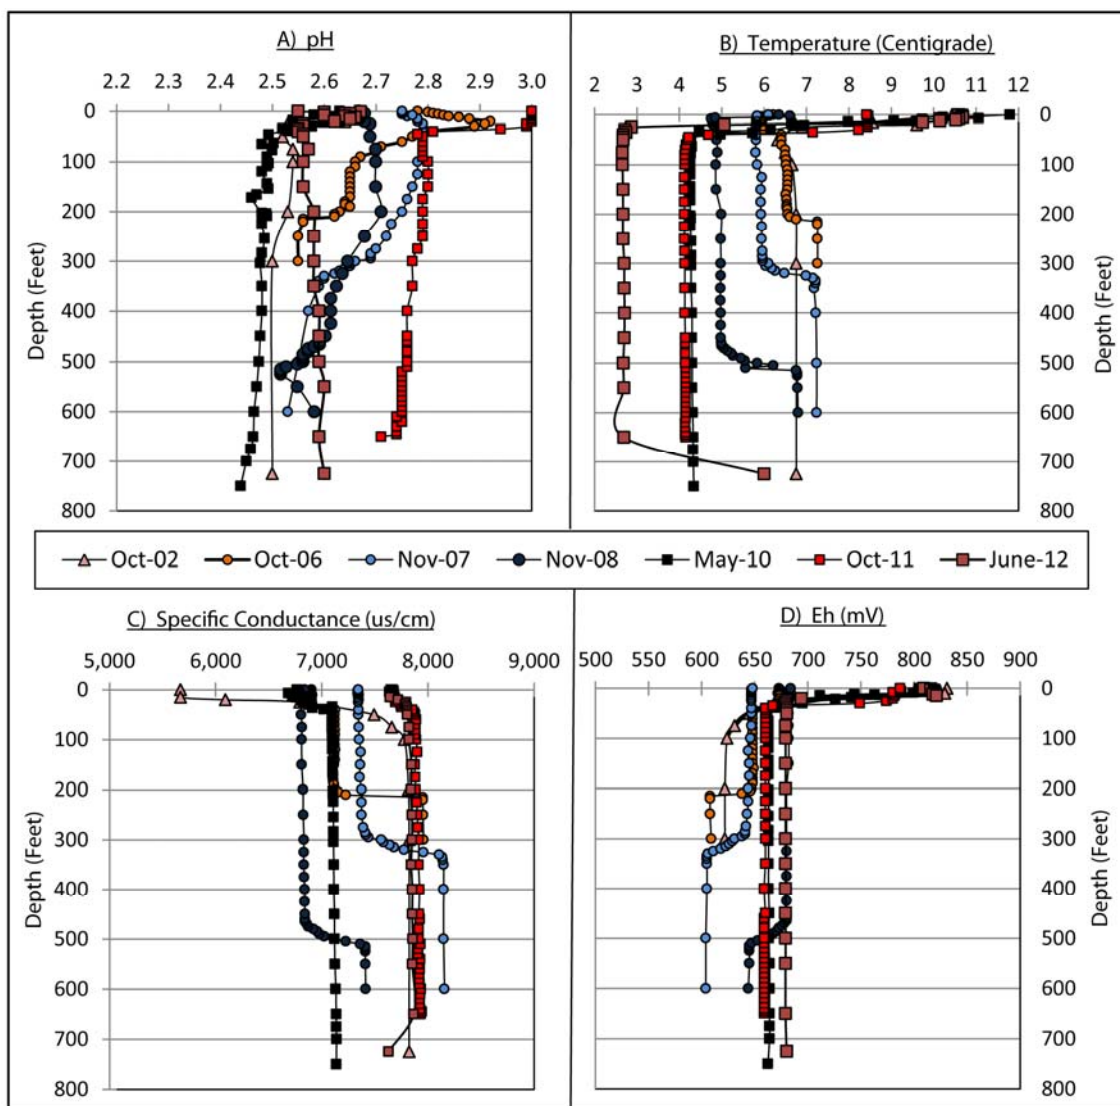 A) pH
2.2 2.3 2.4 2.5 2.6 2.7 2.8 2.9 3.0
0
100
200
300
400
500
600
700
800
Depth (Feet)
B) Temperature (Centigrade)
2 3 4 5 6 7 8 9 10 11 12
0
100
200
300
400
500
600
700
800
Depth (Feet)
Oct-02 Oct-06 Nov-07 Nov-08 May-10 Oct-11 June-12
C) Specific Conductance (us/cm)
5,000 6,000 7,000 8,000 9,000
0
100
200
300
400
500
600
700
800
Depth (Feet)
D) Eh (mV)
500 550 600 650 700 750 800 850 900
0
100
200
300
400
500
600
700
800
Depth (Feet)